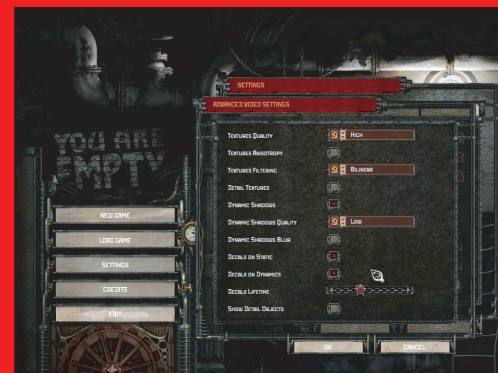 SETTINGS
ADVANCED VIDEO SETTINGS
YOU ARE
EMPTY
TEXTURES QUALITY
HIGH
TEXTURES ANISOTROPY
TEXTURES FILTERING
BILINEAR
DETAIL TEXTURES
DYNAMIC SHADOWS
DYNAMIC SHADOWS QUALITY
LOW
DYNAMIC SHADOWS BLUR
DECALS ON STATIC
DECALS ON DYNAMICS
DECALS LIFETIME
SHOW DETAIL OBJECTS
NEW GAME
LOAD GAME
SETTINGS
CREDITS
EXIT
OK
CANCEL